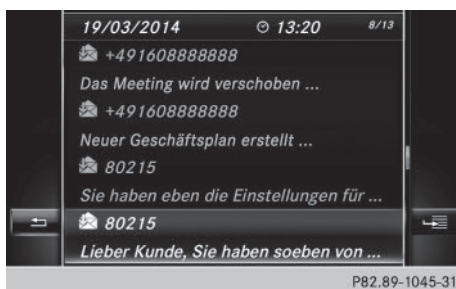 19/03/2014 13:20 8/13
+491608888888
Das Meeting wird verschoben ...
+491608888888
Neuer Geschäftsplan erstellt ...
80215
Sie haben eben die Einstellungen für ...
80215
Lieber Kunde, Sie haben soeben von ...
P82.89-1045-31